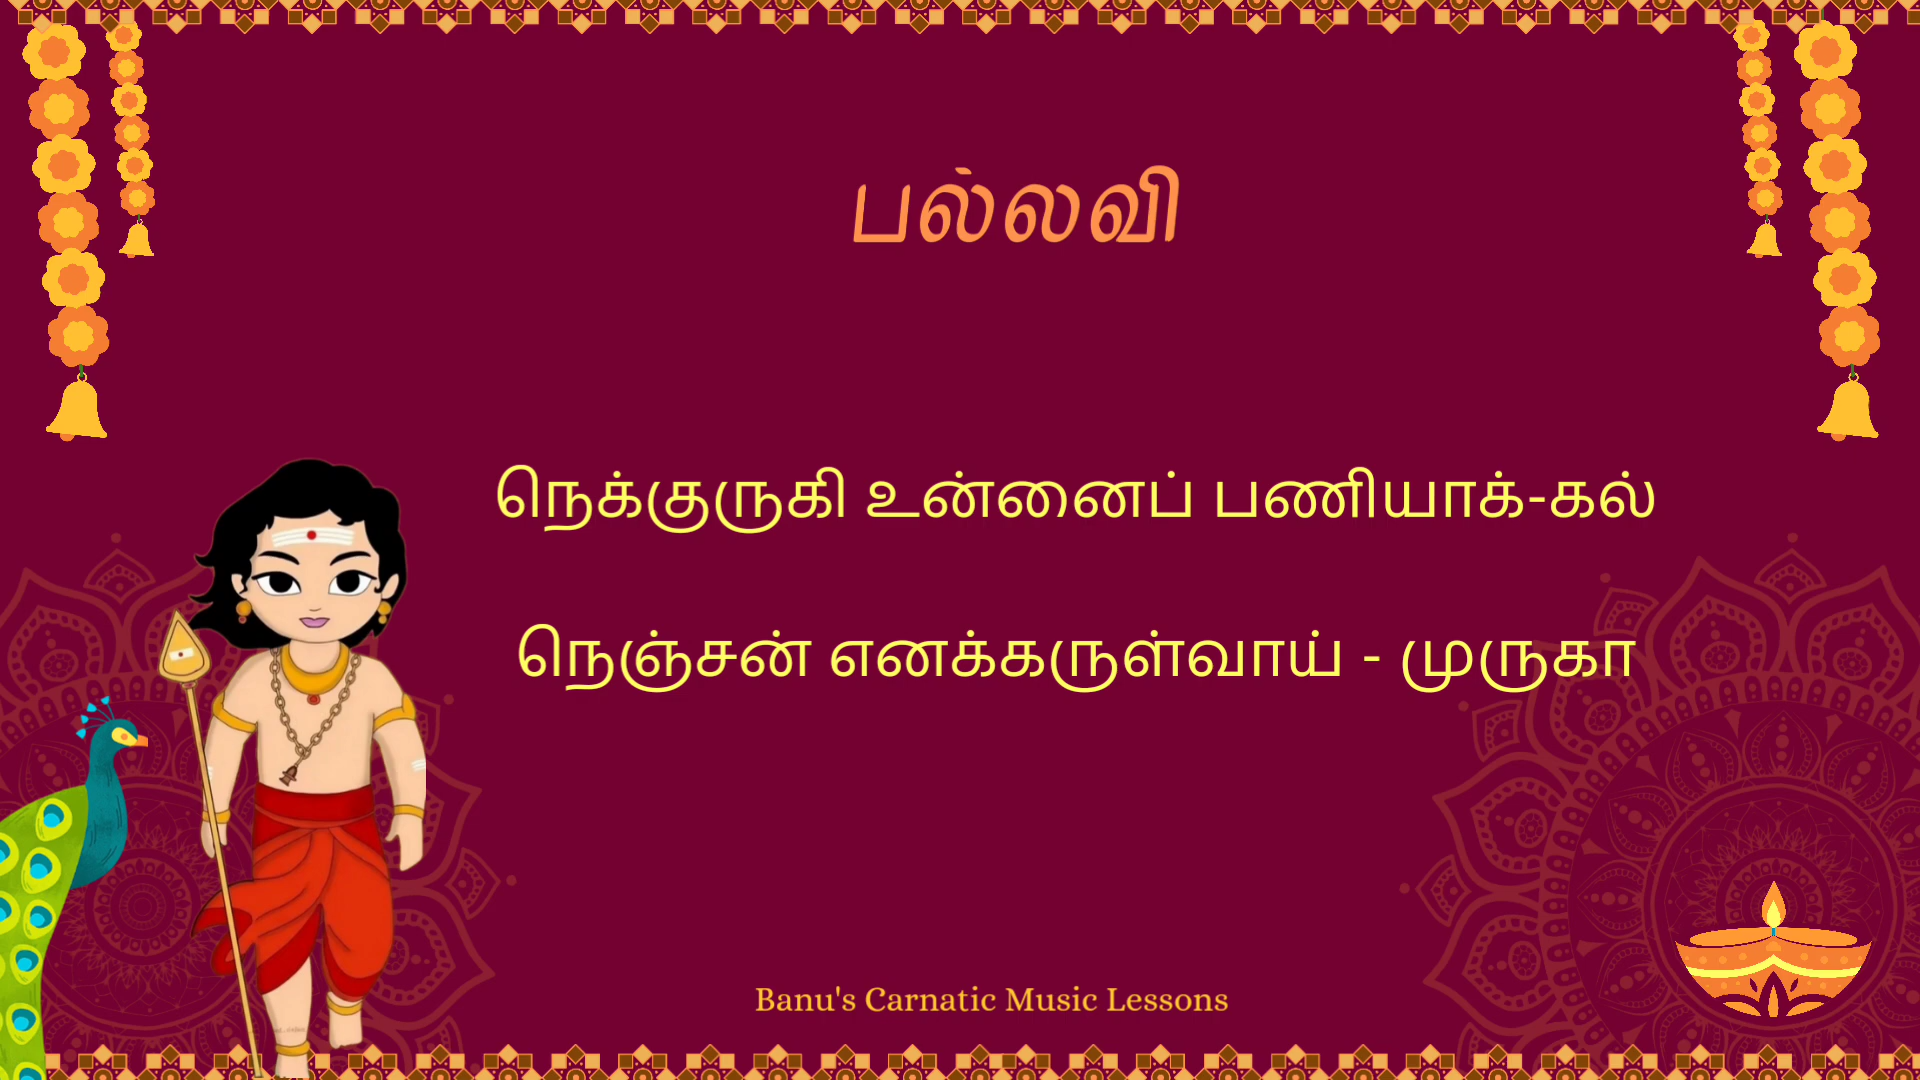 பல்லவி
நெக்குருகி உன்னைப் பணியாக்-கல்
நெஞ்சன் எனக்கருள்வாய் - முருகா
Banu's Carnatic Music Lessons